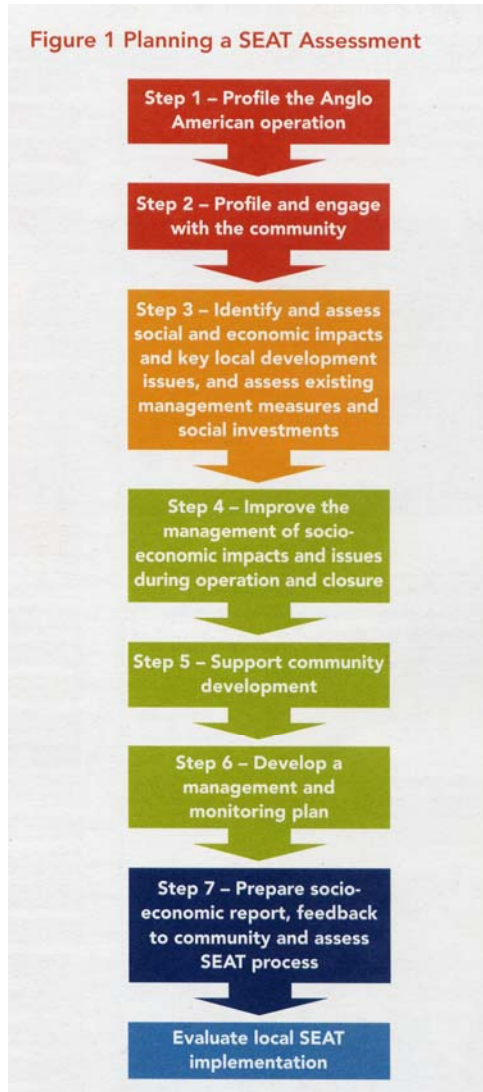 Figure 1 Planning a SEAT Assessment
Step 1 – Profile the Anglo
American operation
Step 2 – Profile and engage
with the community
Step 3 – Identify and assess
social and economic impacts
and key local development
issues, and assess existing
management measures and
social investments
Step 4 – Improve the
management of socio-
economic impacts and issues
during operation and closure
Step 5 – Support community
development
Step 6 – Develop a
management and
monitoring plan
Step 7 – Prepare socio-
economic report, feedback
to community and assess
SEAT process
Evaluate local SEAT
implementation